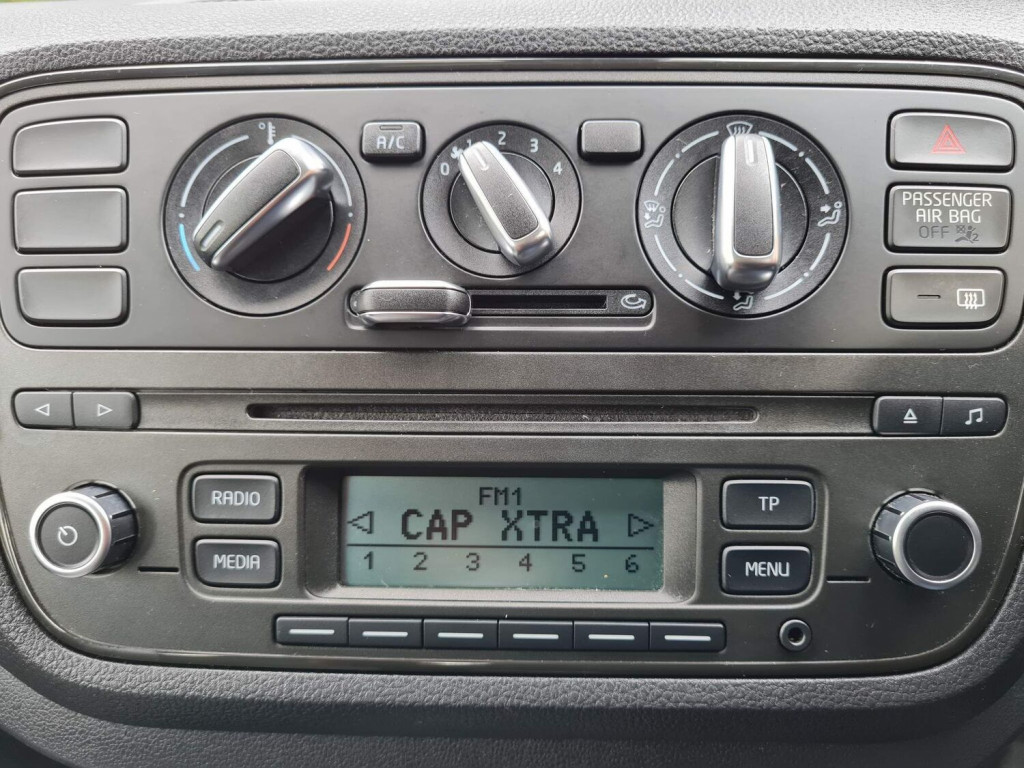 A/C
0 1 2 3 4
PASSENGER
AIR BAG
OFF 2
RADIO
MEDIA
FM1
CAP XTRA
1 2 3 4 5 6
TP
MENU